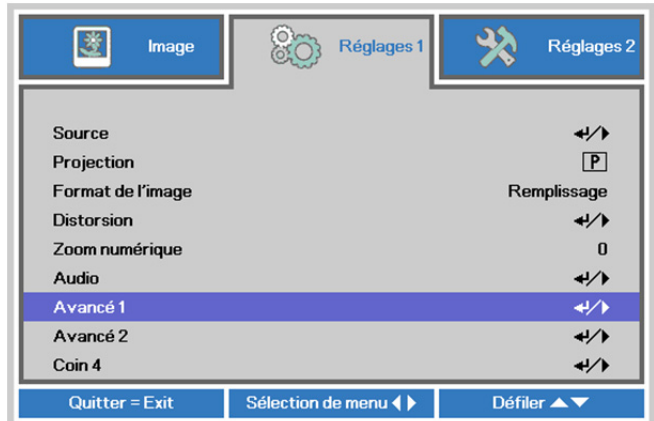 Image
Réglages 1
Réglages 2
Source
Projection P
Format de l'image Remplissage
Distorsion
Zoom numérique 0
Audio
Avancé 1
Avancé 2
Coin 4
Quitter = Exit
Sélection de menu
Défiler